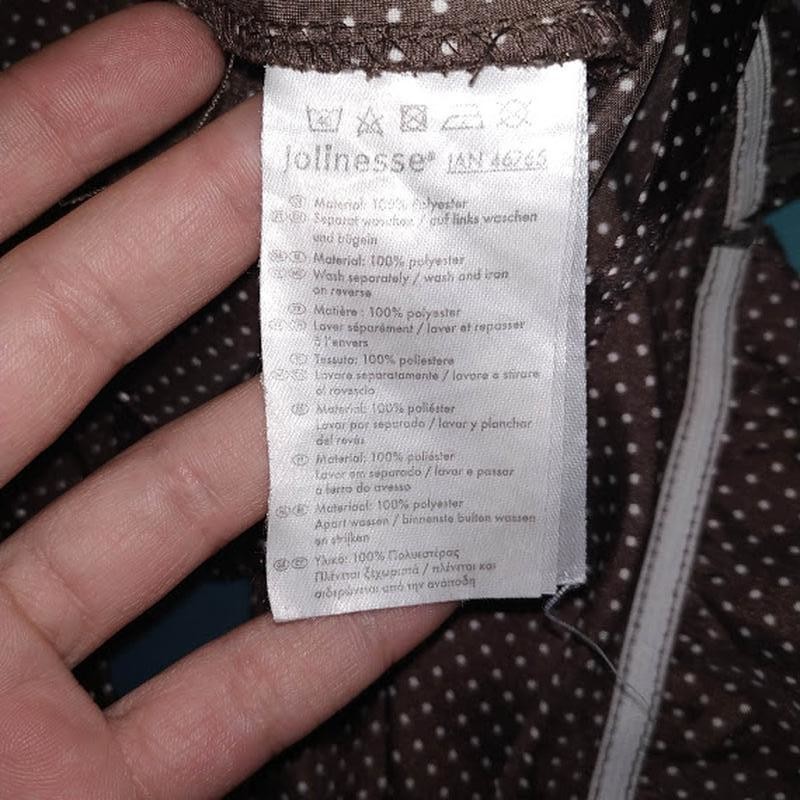 Jolinesse® IAN 46765
Material: 100% Polyester
Separat waschen / auf links waschen
und bügeln
Material: 100% polyester
Wash separately / wash and iron
on reverse
Matière : 100% polyester
Laver séparément / laver et repasser
à l'envers
Tessuto: 100% poliestere
Lavare separatamente / lavare e stirare
al rovescio
Material: 100% poliéster
Lavar por separado / lavar y planchar
del revés
Material: 100% poliéster
Lavar em separado / lavar e passar
a ferro do avesso
Materiaal: 100% polyester
Apart wassen / binnenste buiten wassen
en strijken
Υλικό: 100% Πολυεστέρας
Πλένεται ξεχωριστά / πλένεται και
σιδερώνεται από την ανάποδη